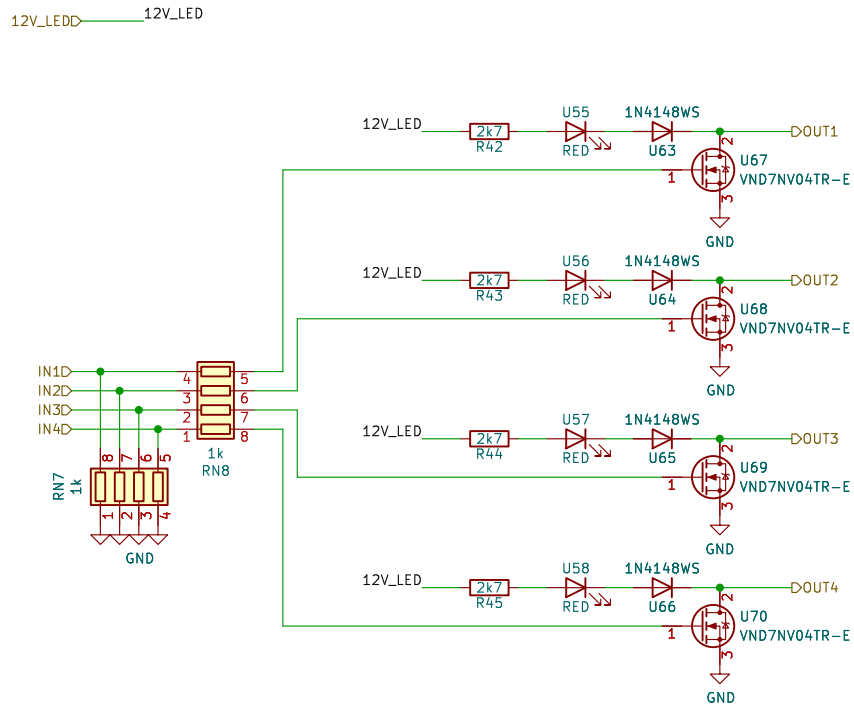 12V_LED 12V_LED
12V_LED 2k7 R42 U55 RED 1N4148WS U63 OUT1
2 U67
1 VND7NV04TR-E
3
GND
12V_LED 2k7 R43 U56 RED 1N4148WS U64 OUT2
2 U68
1 VND7NV04TR-E
3
GND
IN1 4 5
IN2 3 6
IN3 2 7
IN4 1 8
1k
RN8
8 7 6 5
RN7 1k
1 2 3 4
GND
12V_LED 2k7 R44 U57 RED 1N4148WS U65 OUT3
2 U69
1 VND7NV04TR-E
3
GND
12V_LED 2k7 R45 U58 RED 1N4148WS U66 OUT4
2 U70
1 VND7NV04TR-E
3
GND